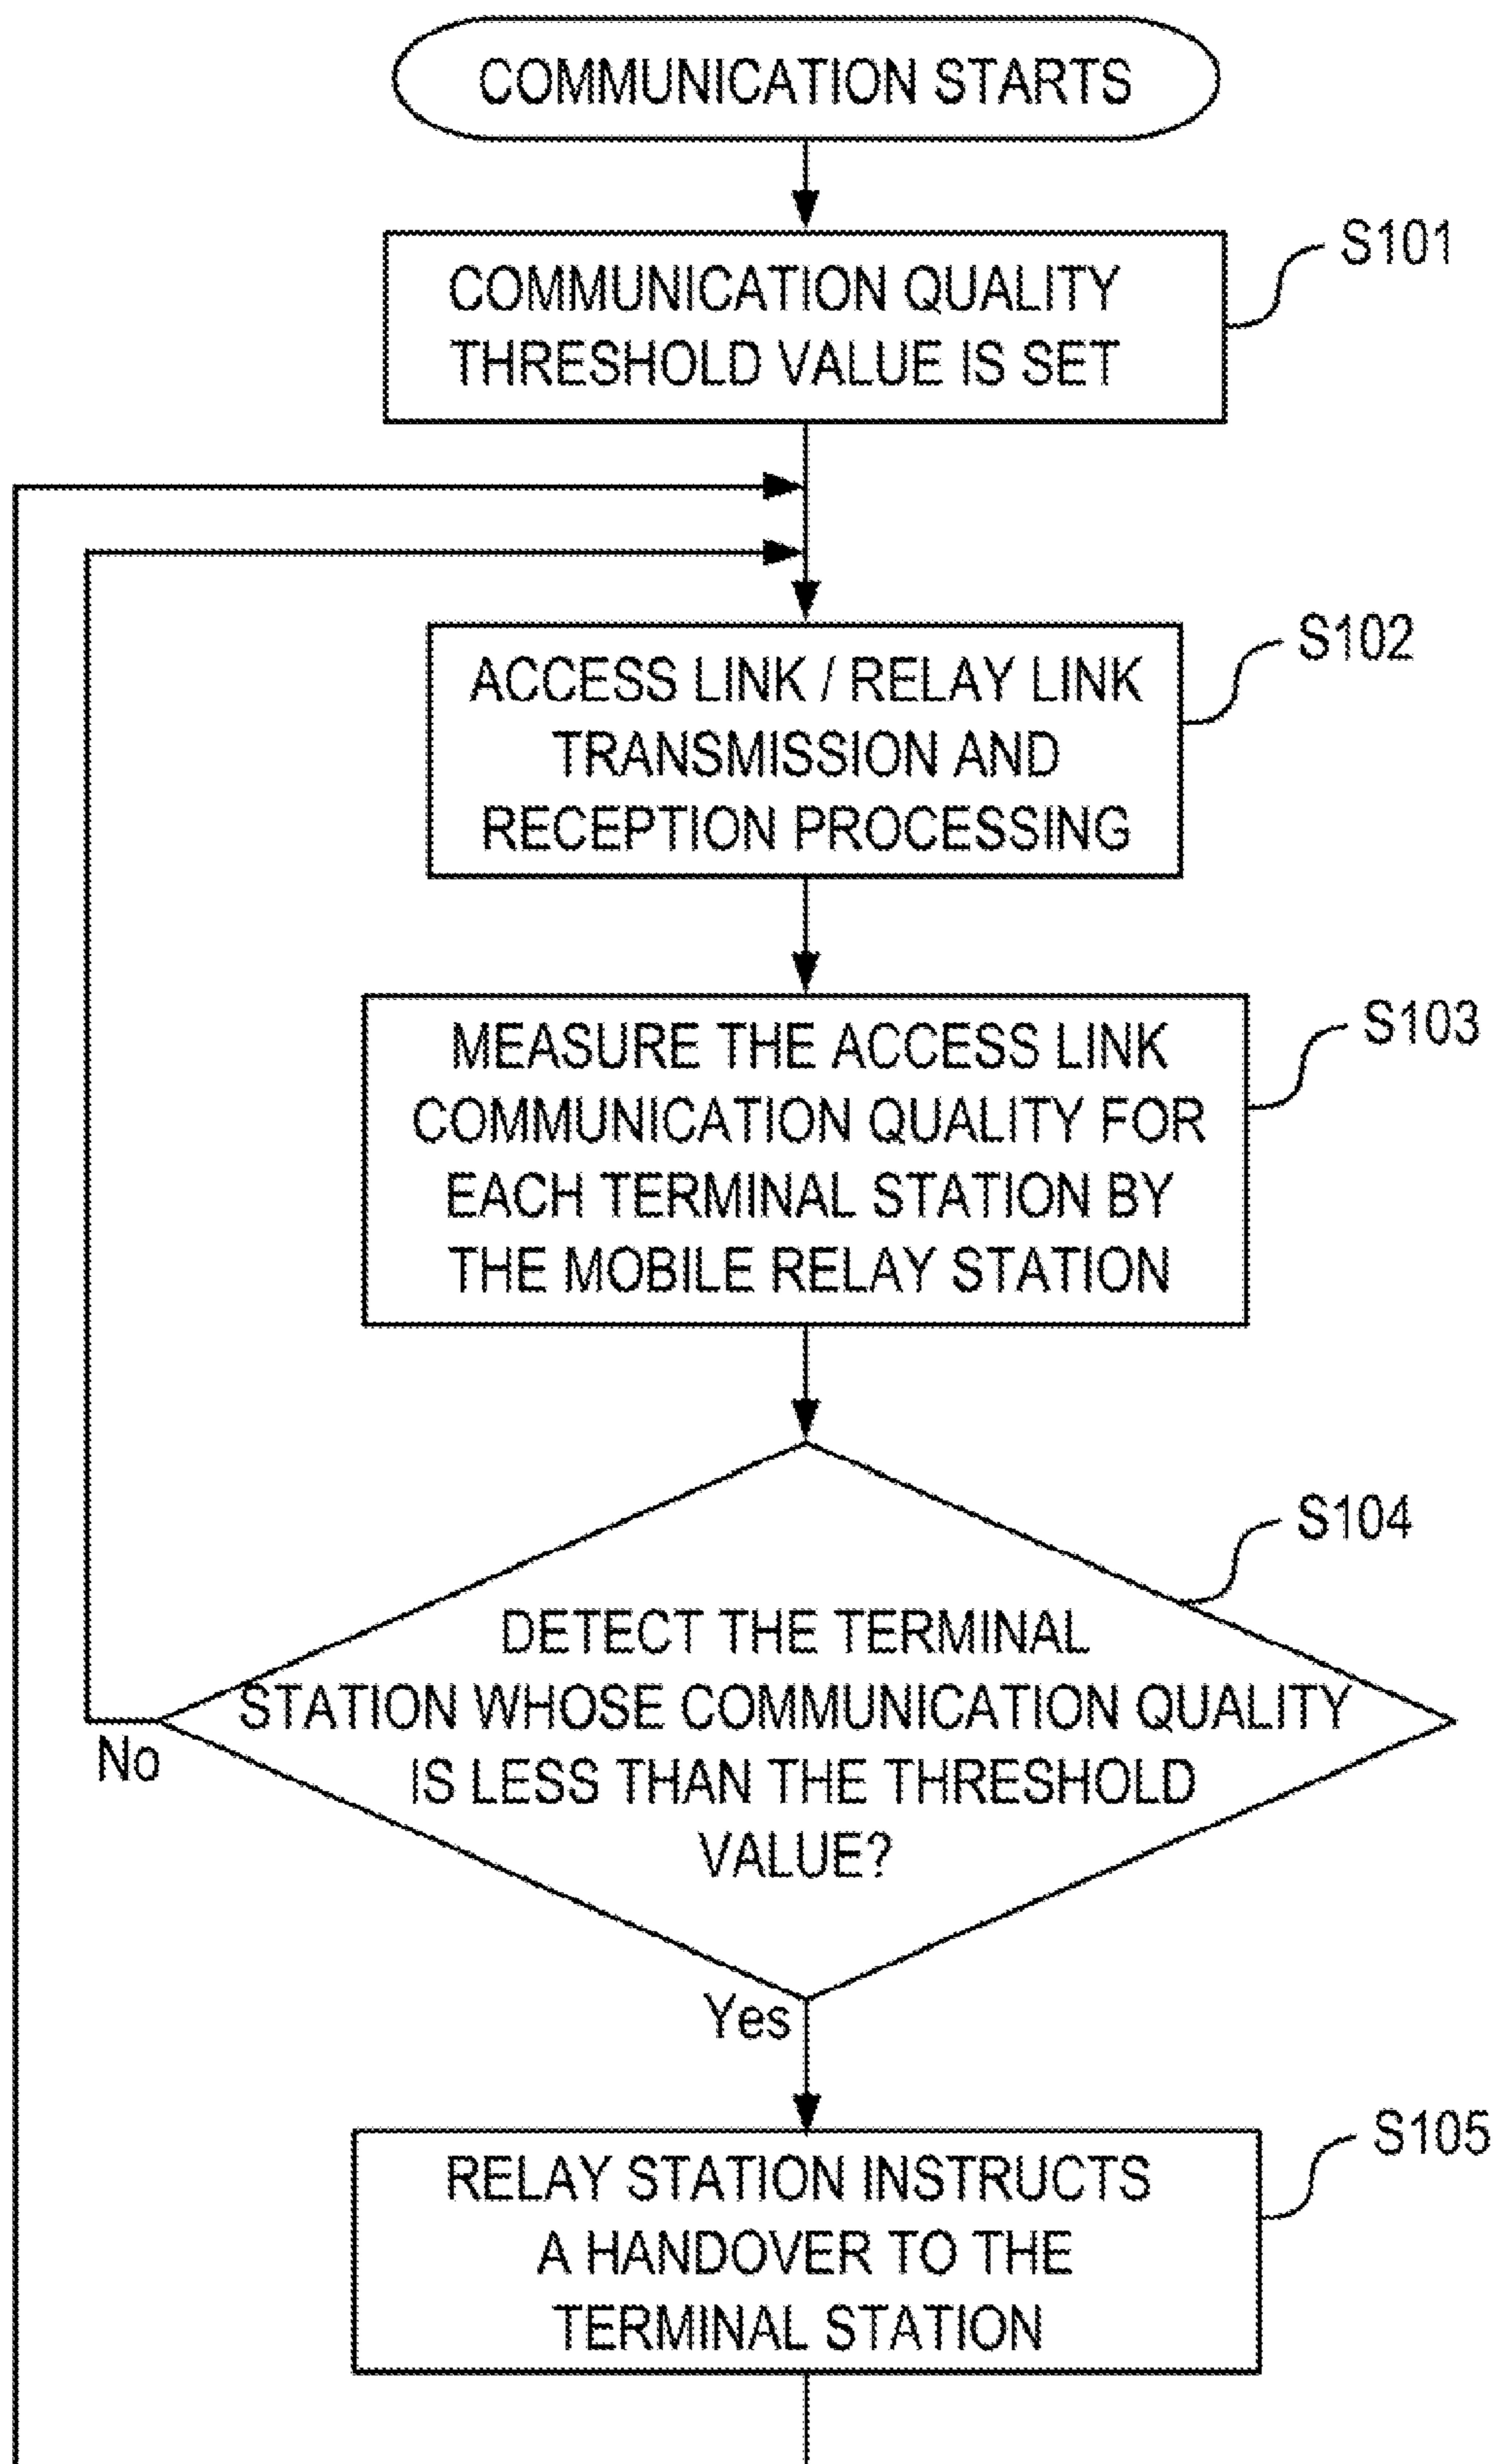 COMMUNICATION STARTS
S101
COMMUNICATION QUALITY
THRESHOLD VALUE IS SET
S102
ACCESS LINK / RELAY LINK
TRANSMISSION AND
RECEPTION PROCESSING
S103
MEASURE THE ACCESS LINK
COMMUNICATION QUALITY FOR
EACH TERMINAL STATION BY
THE MOBILE RELAY STATION
S104
DETECT THE TERMINAL
STATION WHOSE COMMUNICATION QUALITY
IS LESS THAN THE THRESHOLD
VALUE?
No
Yes
S105
RELAY STATION INSTRUCTS
A HANDOVER TO THE
TERMINAL STATION